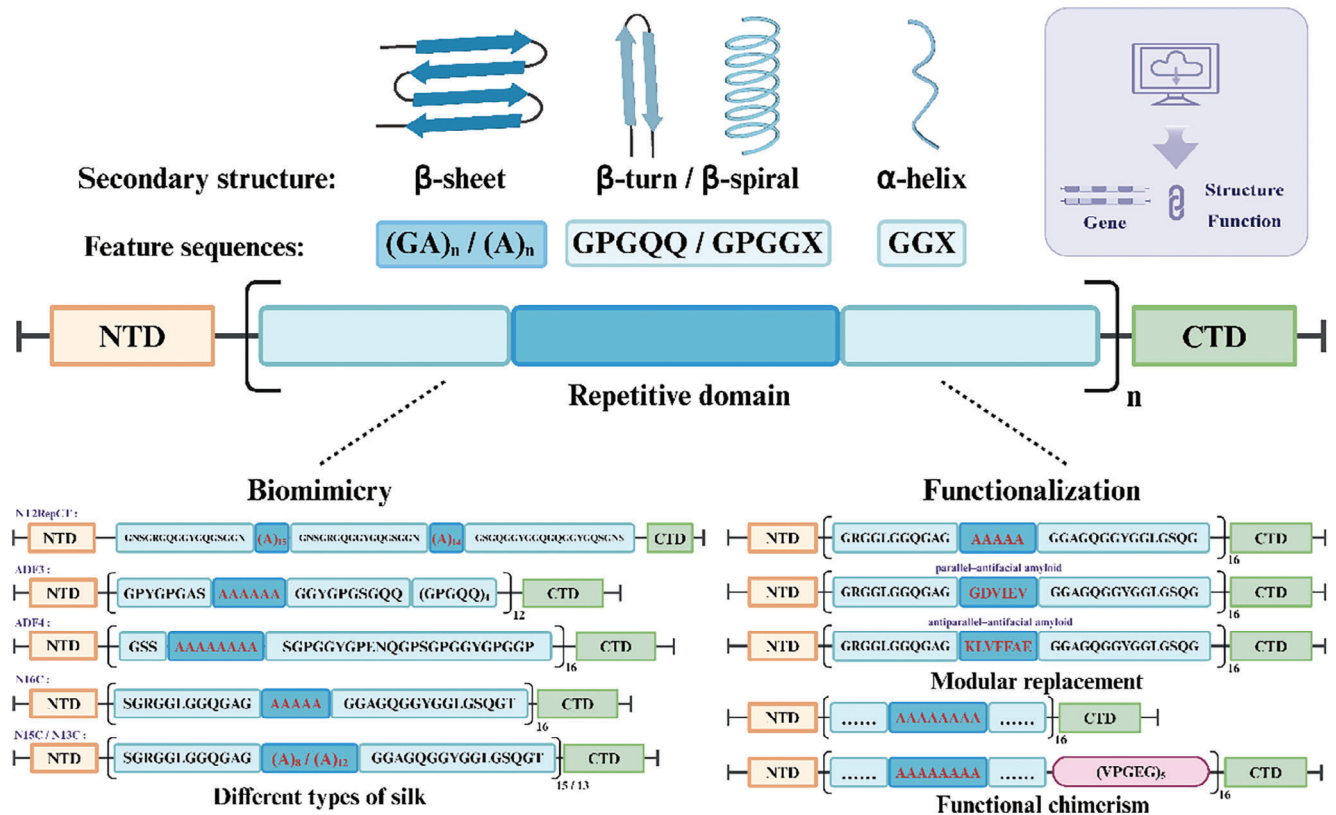 Structure
Gene
Function
Secondary structure: β-sheet β-turn / β-spiral α-helix
Feature sequences: (GA)n / (A)n GPGQQ / GPGGX GGX
NTD CTD
Repetitive domain n
Biomimicry
NT2RepCT :
NTD GNSGRGQGGYGQGSGGN (A)15 GNSGRGQGGYGQGSGGN (A)14 GSGQGGYGGQGQGGYGQSGNS CTD
ADF3 :
NTD GPYGPGAS AAAAAA GGYGPGSGQQ (GPGQQ)4 12 CTD
ADF4 :
NTD GSS AAAAAAAA SGPGGYGPENQGPSGPGGYGPGGP 16 CTD
N16C :
NTD SGRGGLGGQGAG AAAAA GGAGQGGYGGLGSQGT 16 CTD
N15C / N13C :
NTD SGRGGLGGQGAG (A)8 / (A)12 GGAGQGGYGGLGSQGT 15 / 13 CTD
Different types of silk
Functionalization
NTD GRGGLGGQGAG AAAAA GGAGQGGYGGLGSQG 16 CTD
parallel–antifacial amyloid
NTD GRGGLGGQGAG GDVIEV GGAGQGGYGGLGSQG 16 CTD
antiparallel–antifacial amyloid
NTD GRGGLGGQGAG KLVFFAE GGAGQGGYGGLGSQG 16 CTD
Modular replacement
NTD ...... AAAAAAAA ...... 16 CTD
NTD ...... AAAAAAAA ...... (VPGEG)5 16 CTD
Functional chimerism